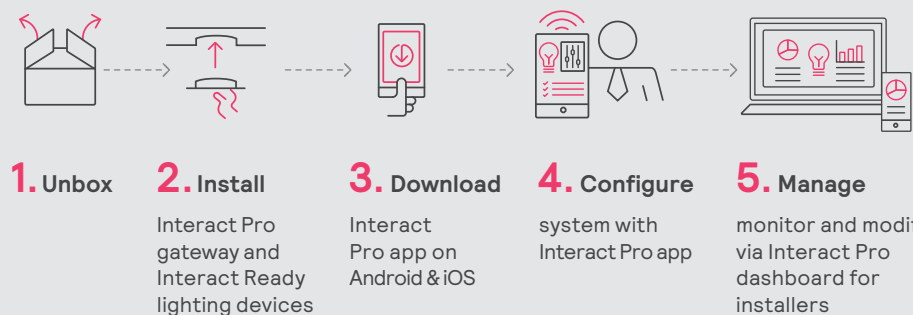 1. Unbox
2. Install
Interact Pro
gateway and
Interact Ready
lighting devices
3. Download
Interact
Pro app on
Android & iOS
4. Configure
system with
Interact Pro app
5. Manage
monitor and modif
via Interact Pro
dashboard for
installers